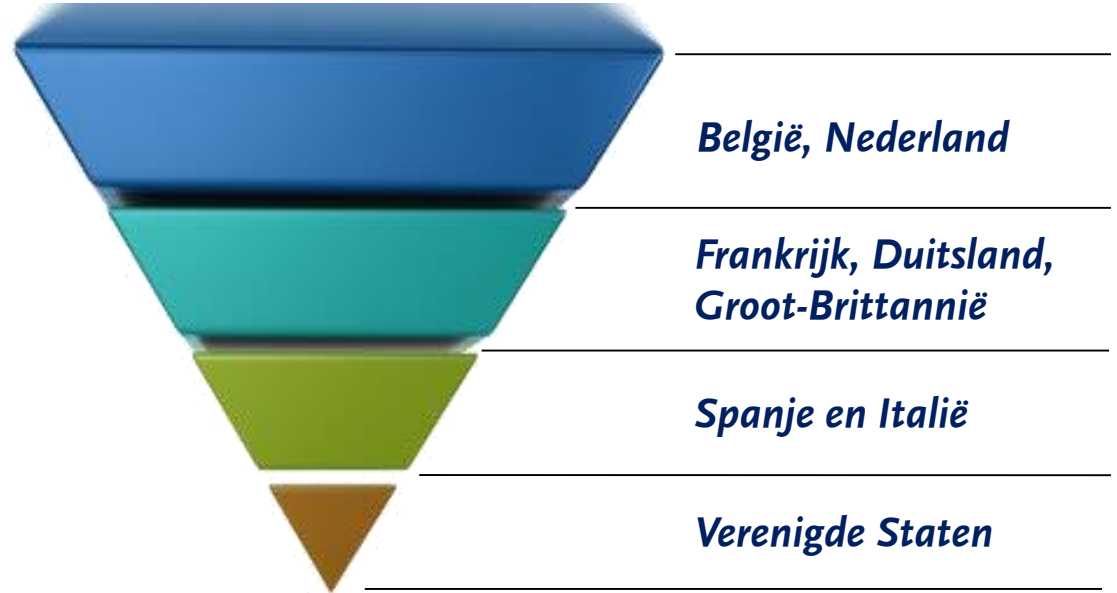 België, Nederland
Frankrijk, Duitsland,
Groot-Brittannië
Spanje en Italië
Verenigde Staten